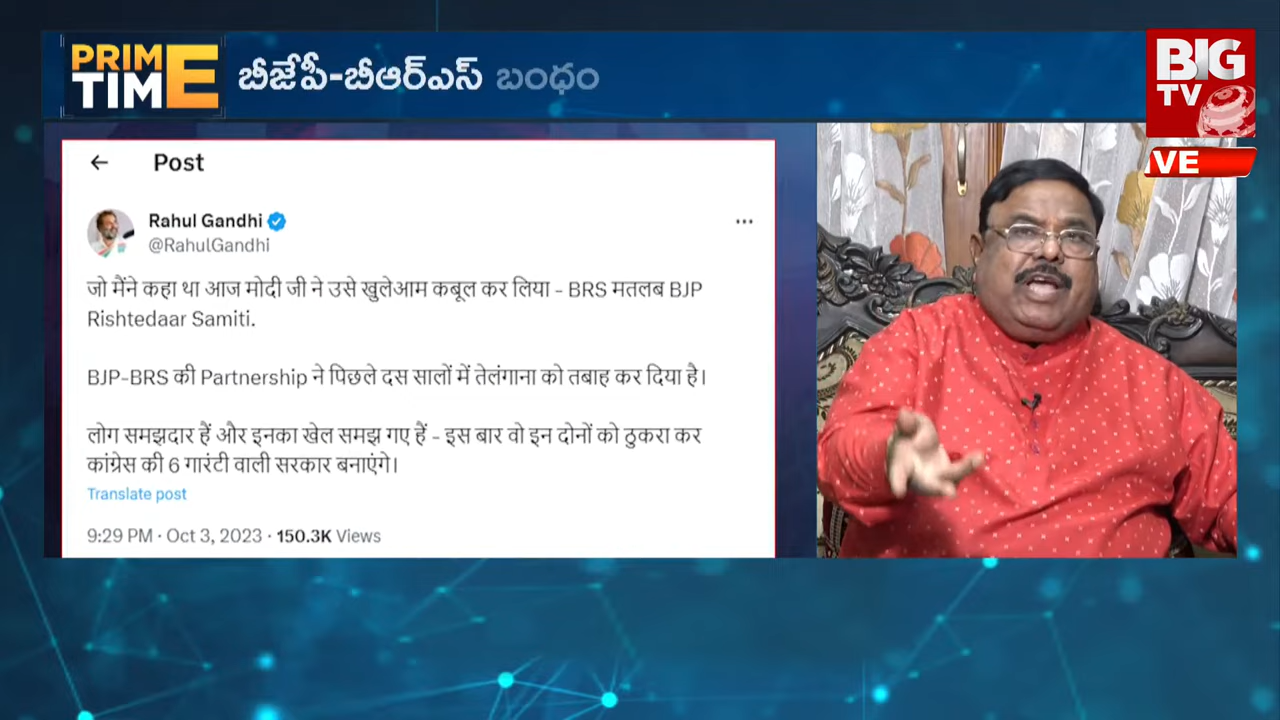 PRIME TIME
బీజేపీ-బీఆర్ఎస్ బంధం
BIG
TV
VE
← Post
Rahul Gandhi
@RahulGandhi
जो मैंने कहा था आज मोदी जी ने उसे खुलेआम कबूल कर लिया - BRS मतलब BJP
Rishtedaar Samiti.
BJP-BRS की Partnership ने पिछले दस सालों में तेलंगाना को तबाह कर दिया है।
लोग समझदार हैं और इनका खेल समझ गए हैं - इस बार वो इन दोनों को ठुकरा कर
कांग्रेस की 6 गारंटी वाली सरकार बनाएंगे।
Translate post
9:29 PM · Oct 3, 2023 · 150.3K Views